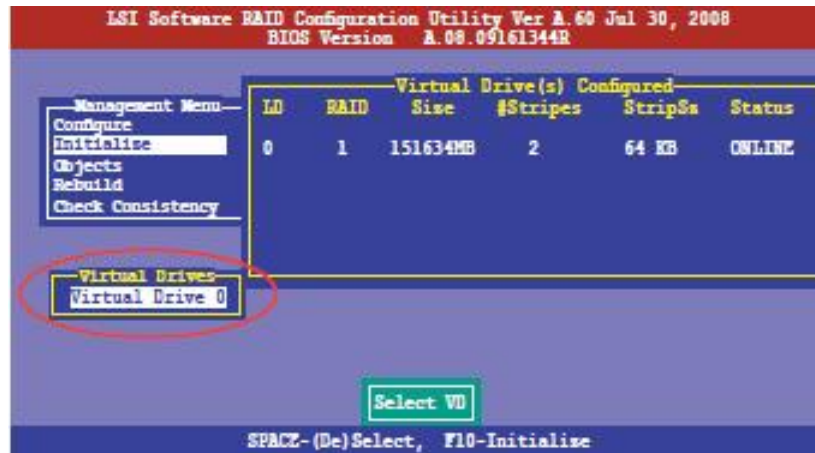 LSI Software RAID Configuration Utility Ver A.60 Jul 30, 2008
BIOS Version A.08.09161344R
Management Menu
Configure
Initialise
Objects
Rebuild
Check Consistency
Virtual Drive(s) Configured
LD RAID Size #Stripes StripSz Status
0 1 151634MB 2 64 KB ONLINE
Virtual Drives
Virtual Drive 0
Select VD
SPACE-(De)Select, F10-Initialise